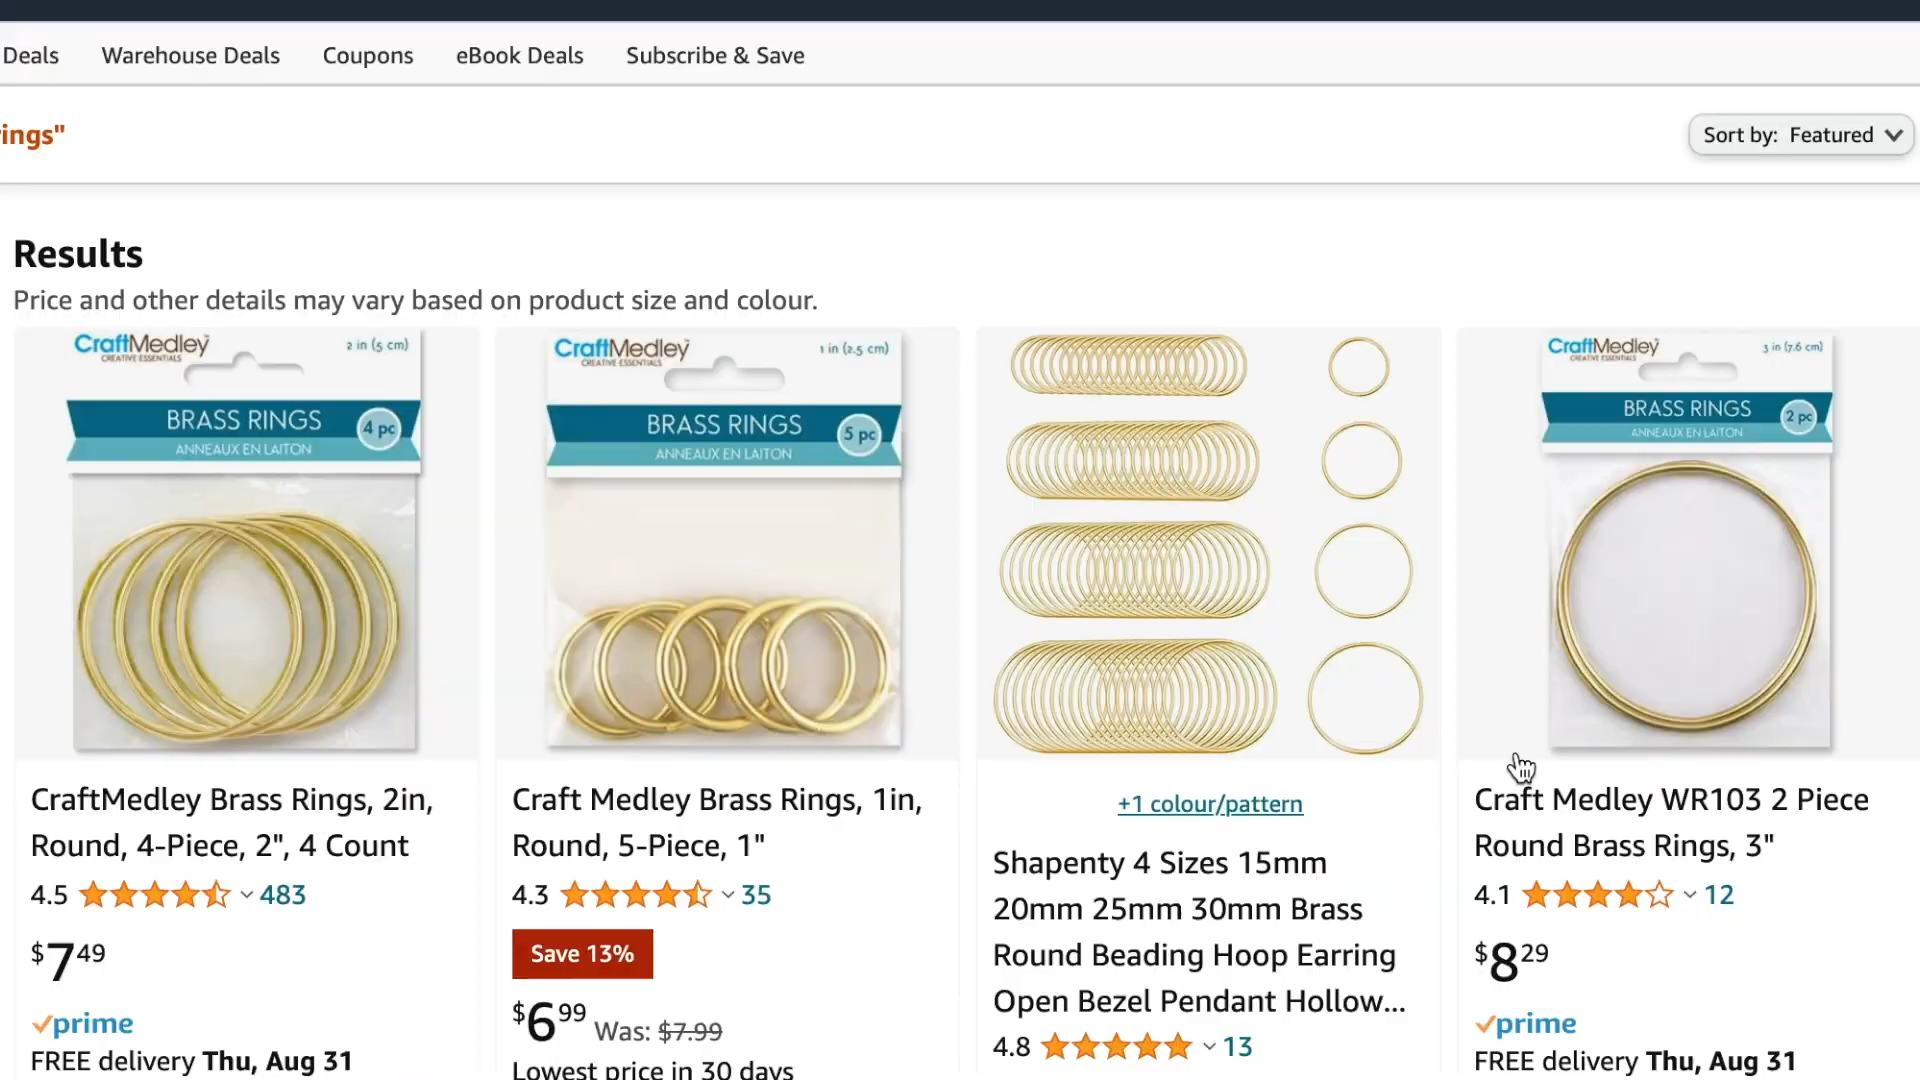 Deals Warehouse Deals Coupons eBook Deals Subscribe & Save
ings"
Sort by: Featured
Results
Price and other details may vary based on product size and colour.
CraftMedley
CREATIVE ESSENTIALS
2 in (5 cm)
BRASS RINGS
4 pc
ANNEAUX EN LAITON
CraftMedley Brass Rings, 2in,
Round, 4-Piece, 2", 4 Count
4.5 483
$7 49
prime
FREE delivery Thu, Aug 31
CraftMedley
CREATIVE ESSENTIALS
1 in (2.5 cm)
BRASS RINGS
5 pc
ANNEAUX EN LAITON
Craft Medley Brass Rings, 1in,
Round, 5-Piece, 1"
4.3 35
Save 13%
$6 99 Was: $7.99
Lowest price in 30 days
+1 colour/pattern
Shapenty 4 Sizes 15mm
20mm 25mm 30mm Brass
Round Beading Hoop Earring
Open Bezel Pendant Hollow...
4.8 13
CraftMedley
CREATIVE ESSENTIALS
3 in (7.6 cm)
BRASS RINGS
2 pc
ANNEAUX EN LAITON
Craft Medley WR103 2 Piece
Round Brass Rings, 3"
4.1 12
$8 29
prime
FREE delivery Thu, Aug 31